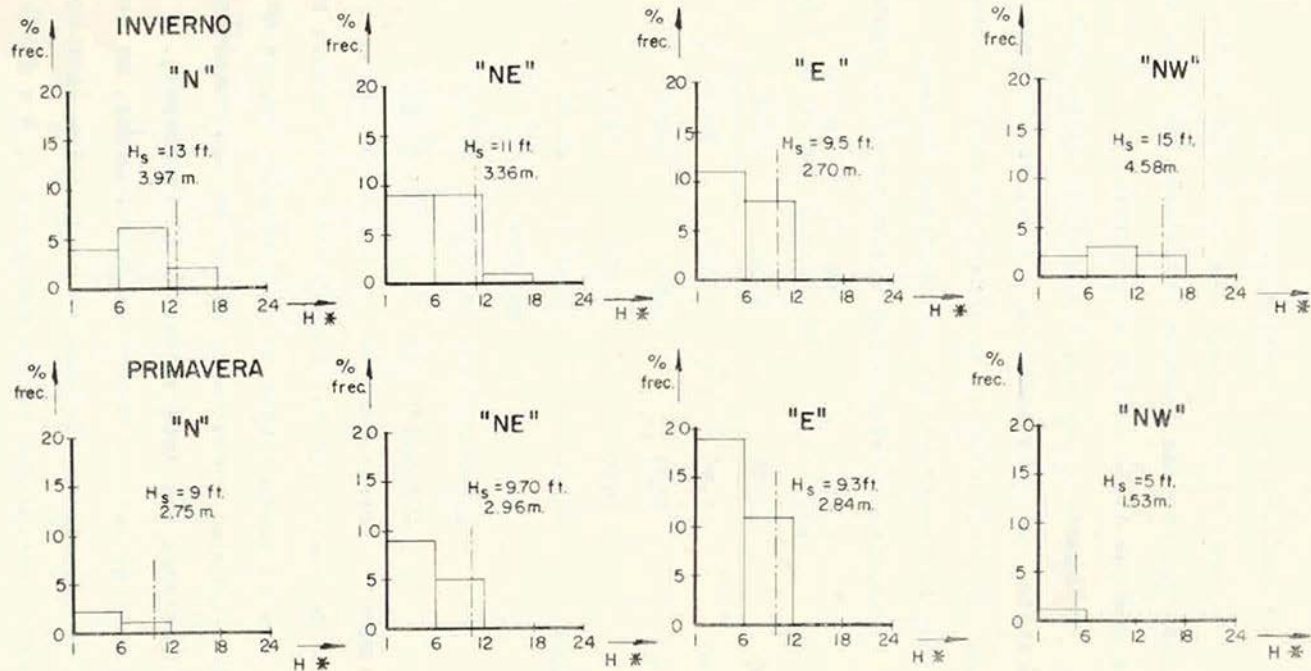 INVIERNO
% frec.
"N"
H_s = 13 ft.
3.97 m.
20
15
10
5
0
1 6 12 18 24
H *
% frec.
"NE"
H_s = 11 ft.
3.36 m.
20
15
10
5
0
1 6 12 18 24
H *
% frec.
"E"
H_s = 9.5 ft.
2.70 m.
20
15
10
5
0
1 6 12 18 24
H *
% frec.
"NW"
H_s = 15 ft.
4.58 m.
20
15
10
5
0
1 6 12 18 24
H *
PRIMAVERA
% frec.
"N"
H_s = 9 ft.
2.75 m.
20
15
10
5
0
1 6 12 18 24
H *
% frec.
"NE"
H_s = 9.70 ft.
2.96 m.
20
15
10
5
0
1 6 12 18 24
H *
% frec.
"E"
H_s = 9.3 ft.
2.84 m.
20
15
10
5
0
1 6 12 18 24
H *
% frec.
"NW"
H_s = 5 ft.
1.53 m.
20
15
10
5
0
1 6 12 18 24
H *